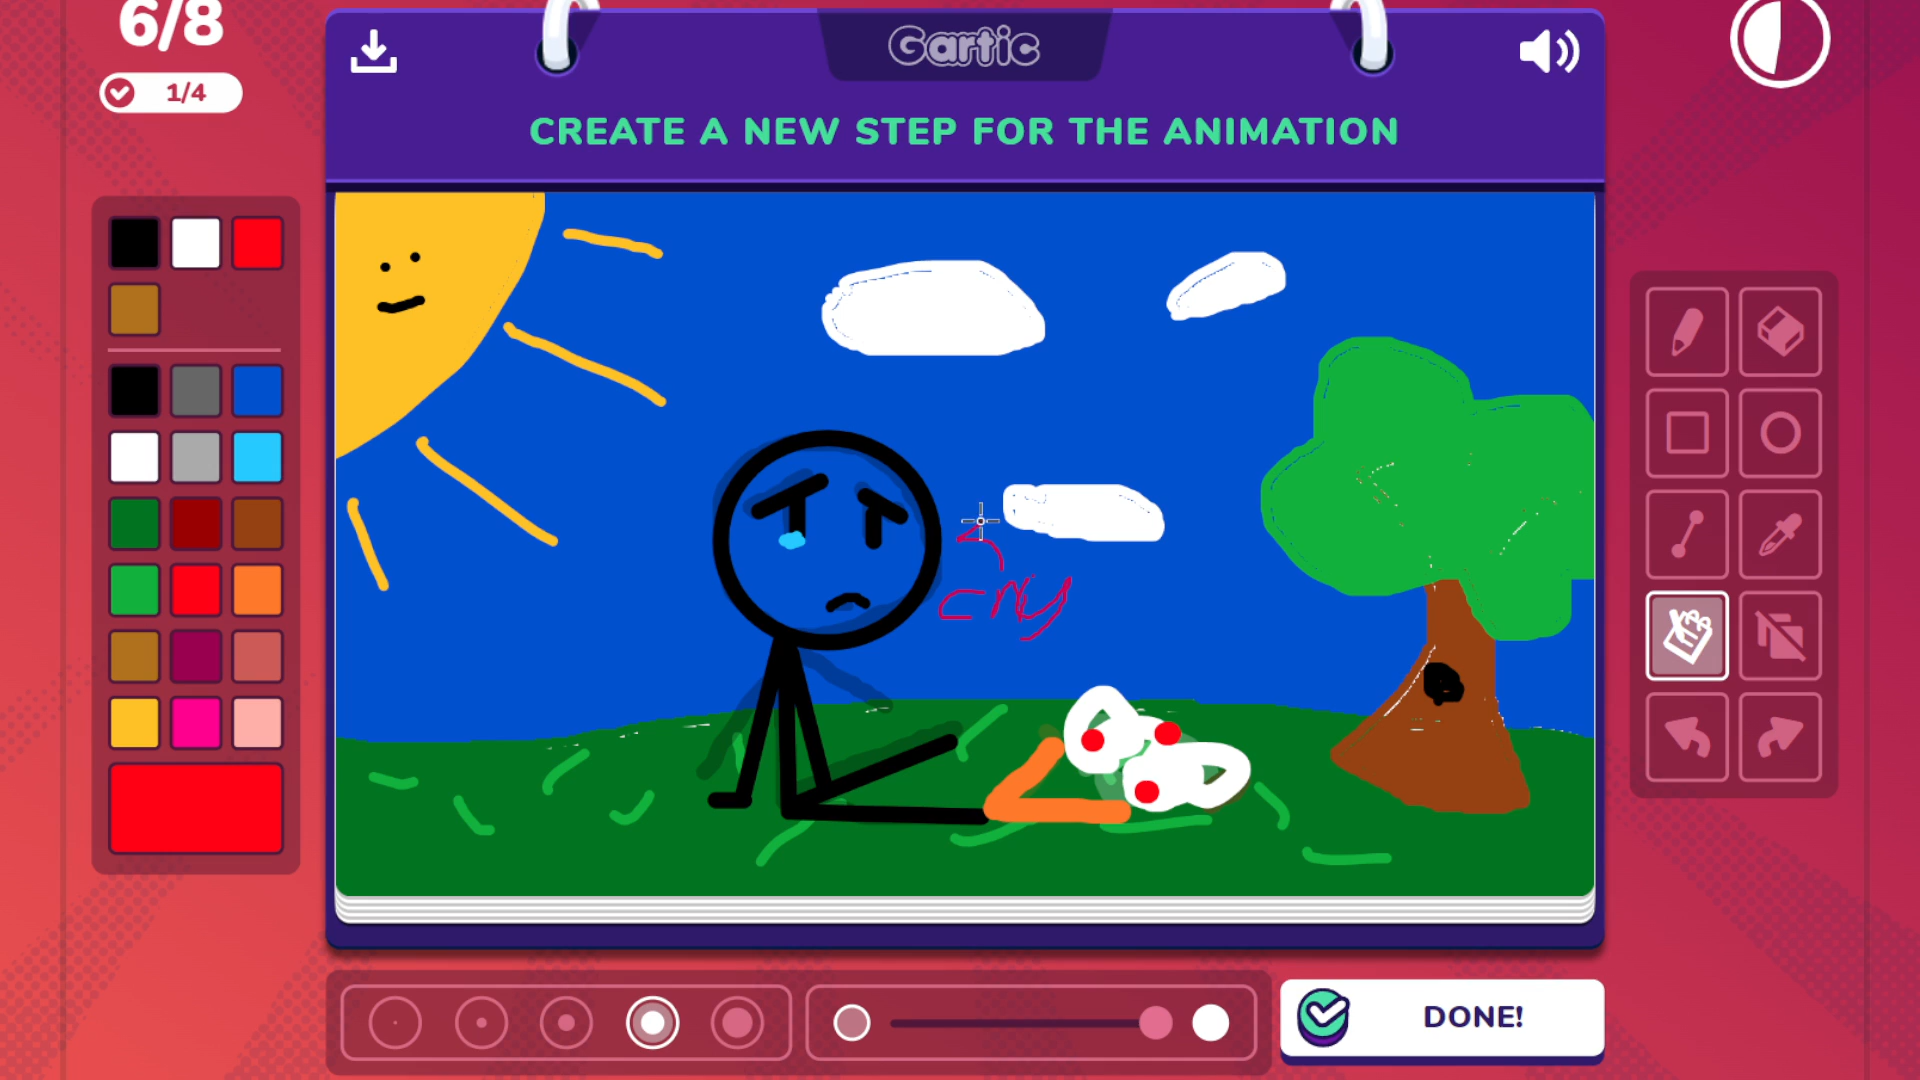 6/8
1/4
Gartic
CREATE A NEW STEP FOR THE ANIMATION
cry
DONE!